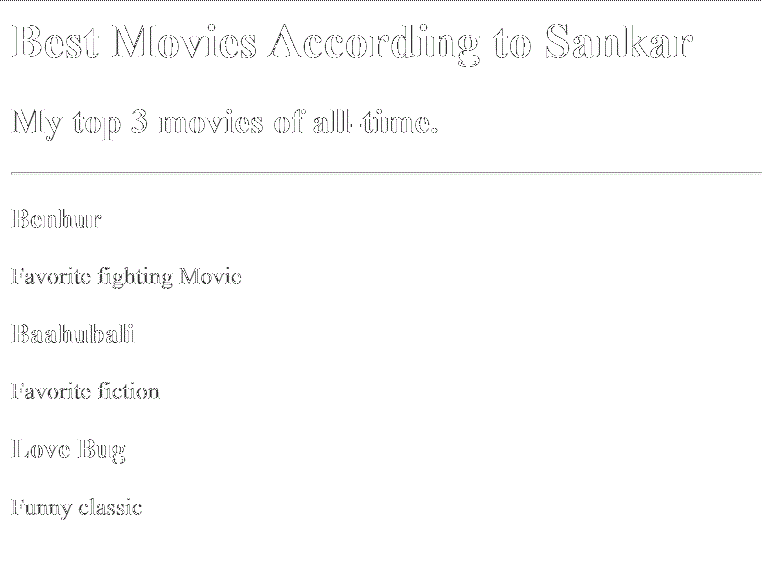 Best Movies According to Sankar
My top 3 movies of all-time.
Benhur
Favorite fighting Movie
Baahubali
Favorite fiction
Love Bug
Funny classic